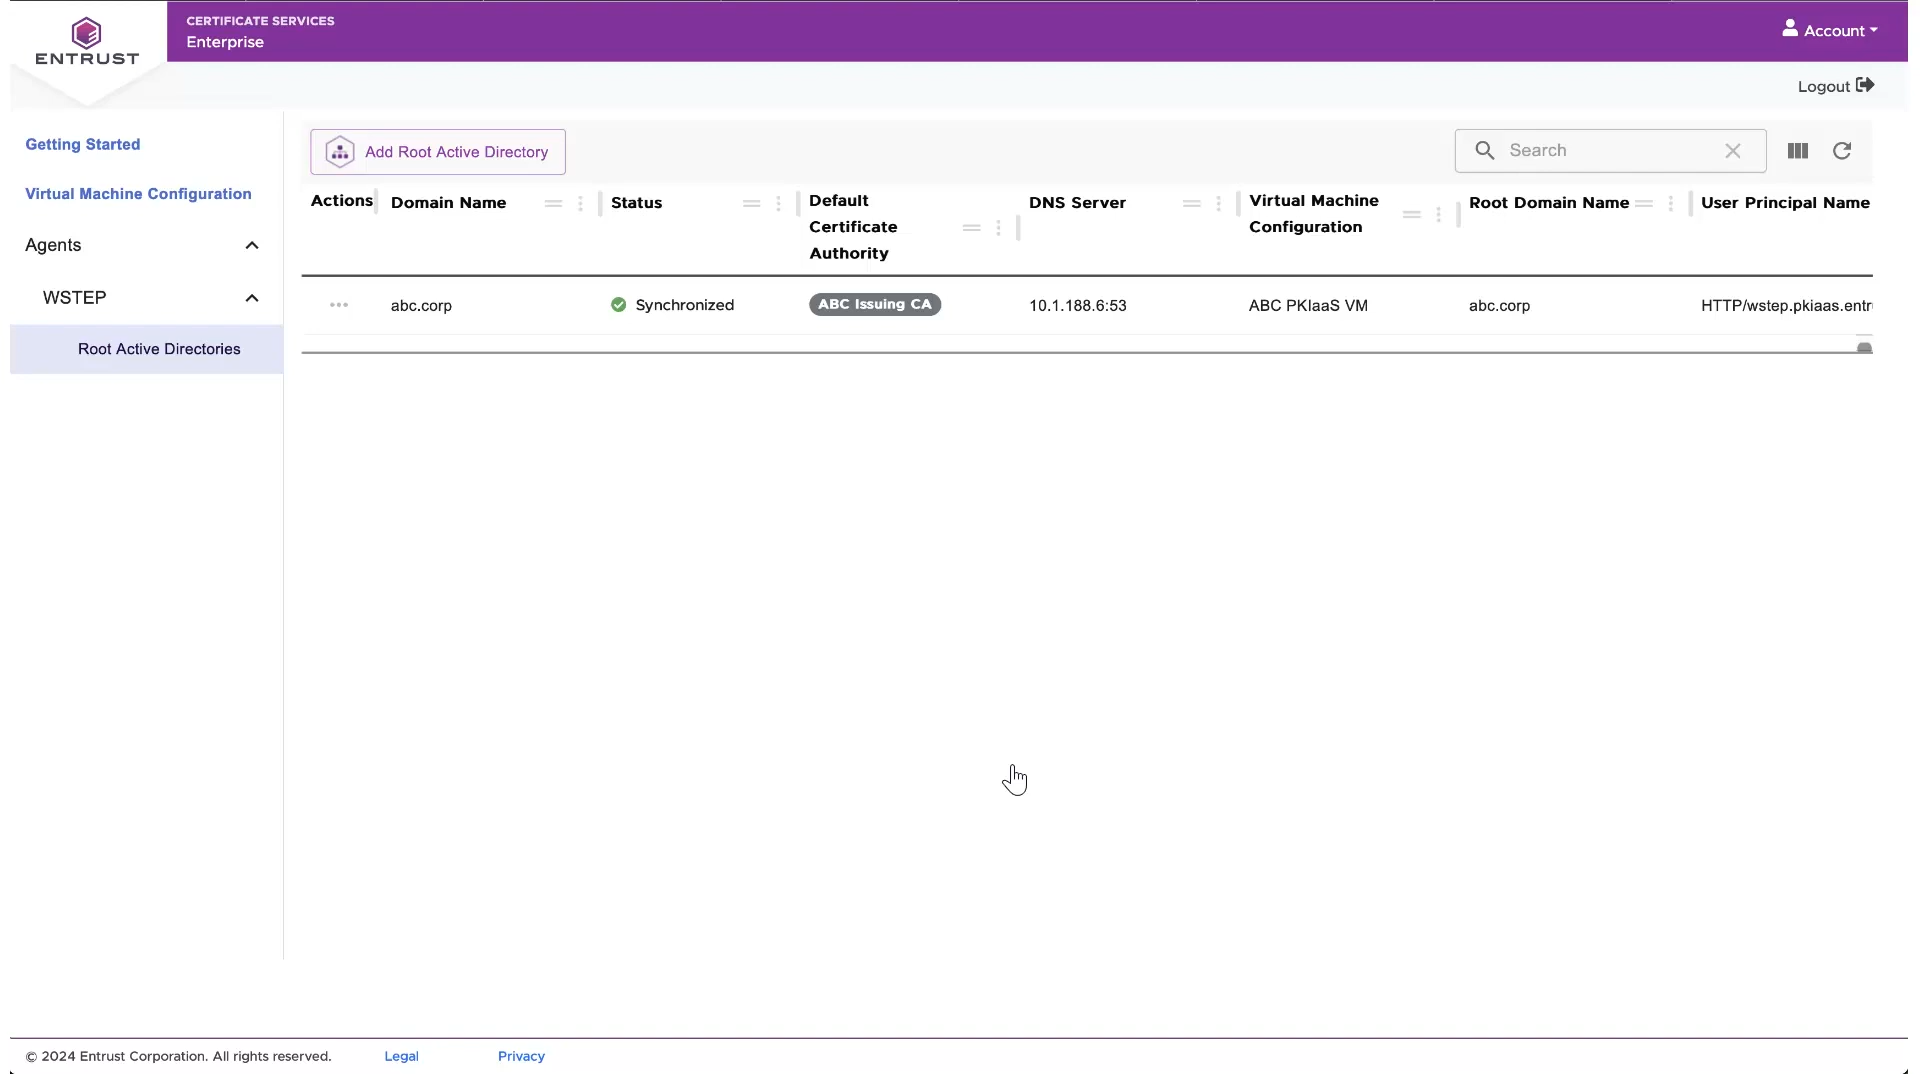 ENTRUST
CERTIFICATE SERVICES
Enterprise
Account
Logout
Getting Started
Virtual Machine Configuration
Agents
WSTEP
Root Active Directories
Add Root Active Directory
Search
Actions
Domain Name
Status
Default
Certificate
Authority
DNS Server
Virtual Machine
Configuration
Root Domain Name
User Principal Name
abc.corp
Synchronized
ABC Issuing CA
10.1.188.6:53
ABC PKIaaS VM
abc.corp
HTTP/wstep.pkiaas.entr
© 2024 Entrust Corporation. All rights reserved.
Legal
Privacy